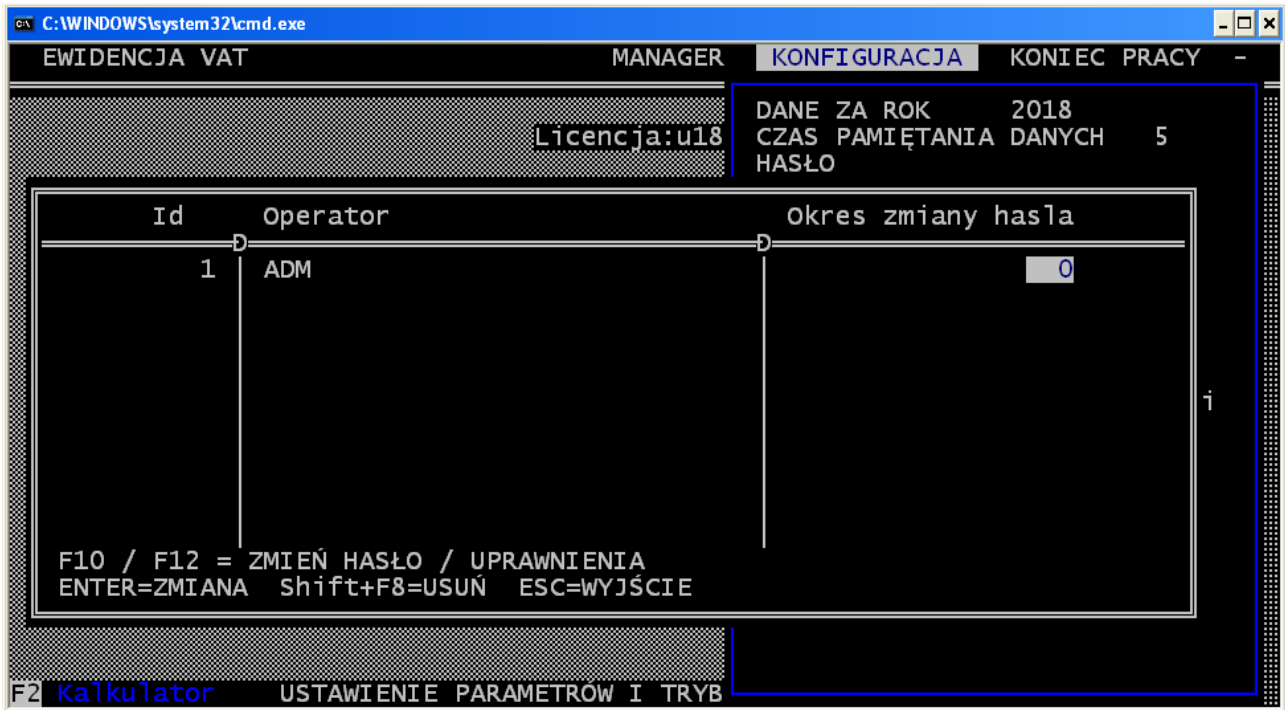 C:\WINDOWS\system32\cmd.exe
EWIDENCJA VAT MANAGER KONFIGURACJA KONIEC PRACY -
DANE ZA ROK 2018
Licencja:u18 CZAS PAMIĘTANIA DANYCH 5
HASŁO
Id Operator Okres zmiany hasla
D D
1 ADM 0
i
F10 / F12 = ZMIEŃ HASŁO / UPRAWNIENIA
ENTER=ZMIANA Shift+F8=USUŃ ESC=WYJŚCIE
F2 Kalkulator USTAWIENIE PARAMETRÓW I TRYB